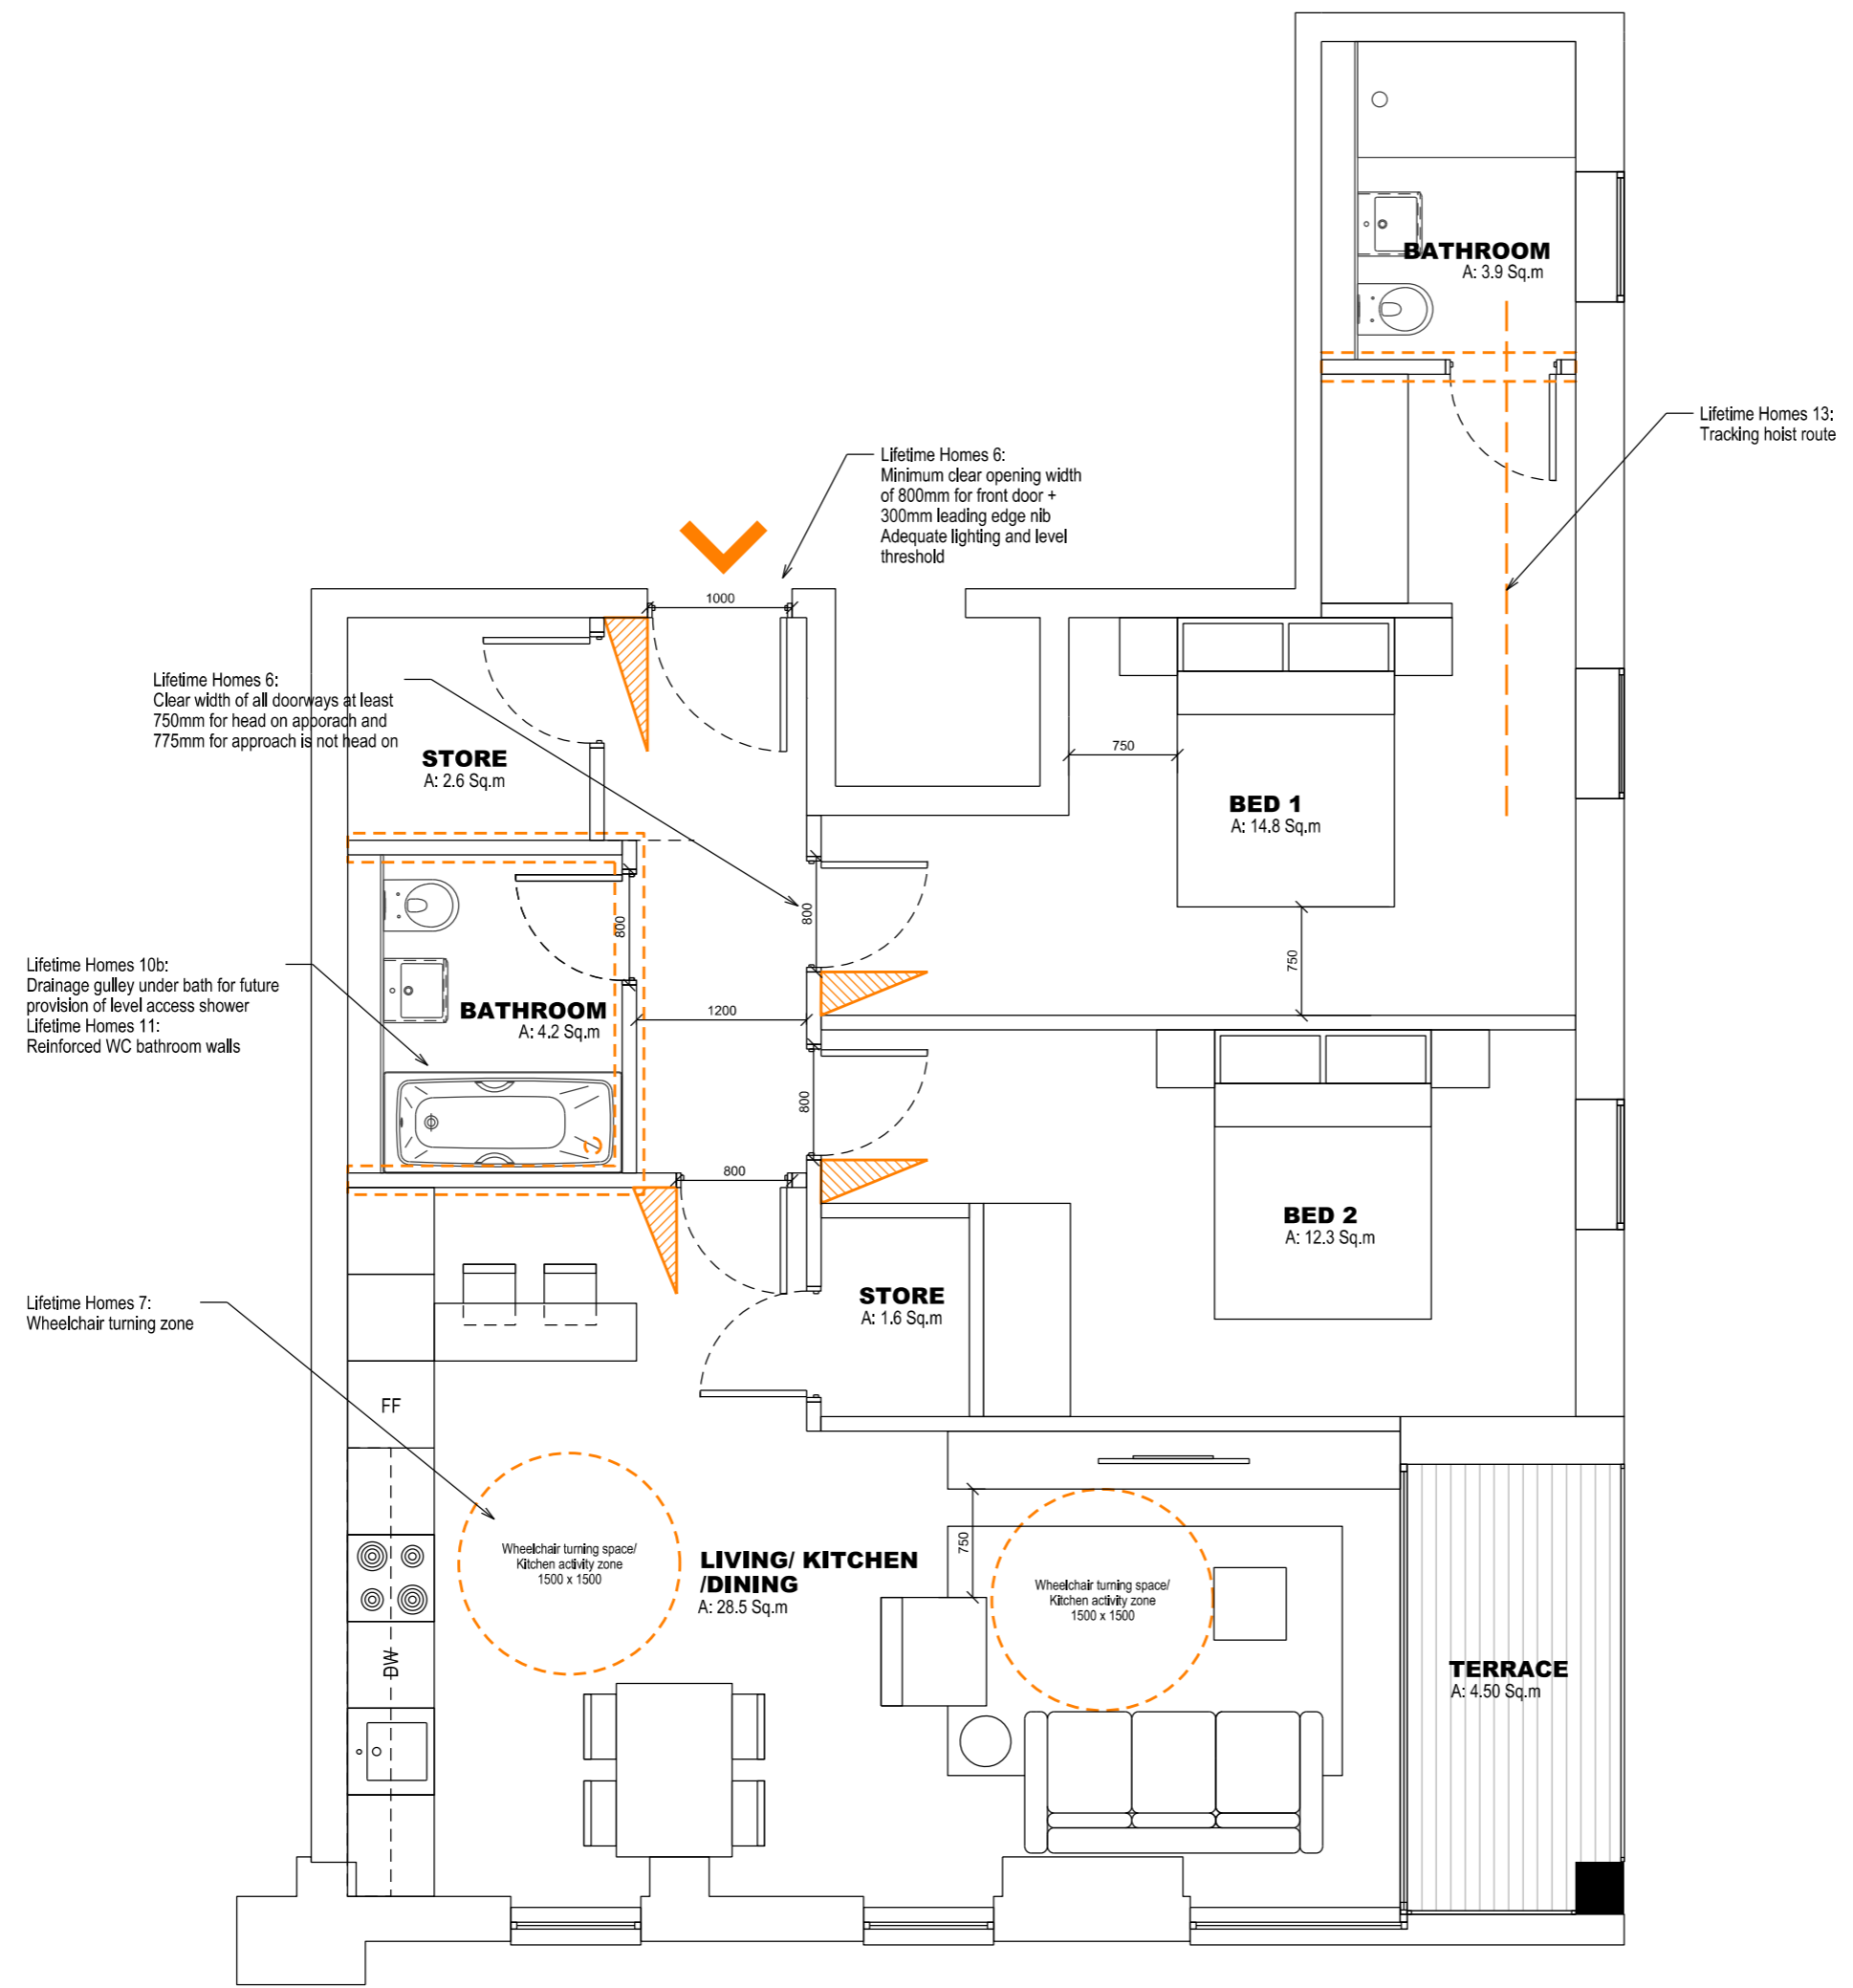 BATHROOM
A: 3.9 Sq.m
Lifetime Homes 13:
Tracking hoist route
Lifetime Homes 6:
Minimum clear opening width
of 800mm for front door +
300mm leading edge nib
Adequate lighting and level
threshold
1000
Lifetime Homes 6:
Clear width of all doorways at least
750mm for head on apporach and
775mm for approach is not head on
STORE
A: 2.6 Sq.m
750
BED 1
A: 14.8 Sq.m
800
800
750
Lifetime Homes 10b:
Drainage gulley under bath for future
provision of level access shower
Lifetime Homes 11:
Reinforced WC bathroom walls
BATHROOM
A: 4.2 Sq.m
1200
800
800
BED 2
A: 12.3 Sq.m
STORE
A: 1.6 Sq.m
Lifetime Homes 7:
Wheelchair turning zone
FF
750
Wheelchair turning space/
Kitchen activity zone
1500 x 1500
LIVING/ KITCHEN
/DINING
A: 28.5 Sq.m
Wheelchair turning space/
Kitchen activity zone
1500 x 1500
DW
TERRACE
A: 4.50 Sq.m